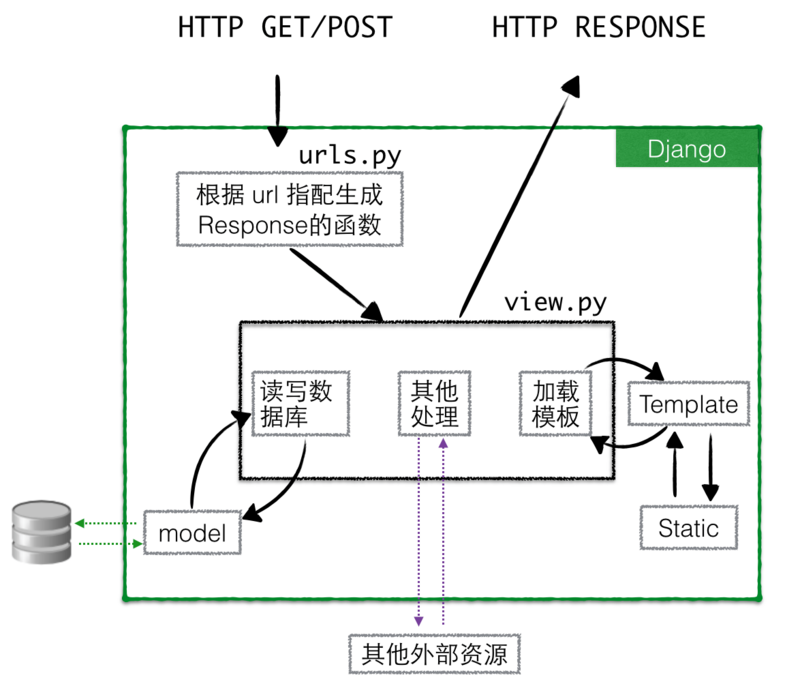 HTTP GET/POST
HTTP RESPONSE
Django
urls.py
根据 url 指配生成
Response的函数
view.py
读写数
据库
其他
处理
加载
模板
Template
model
Static
其他外部资源